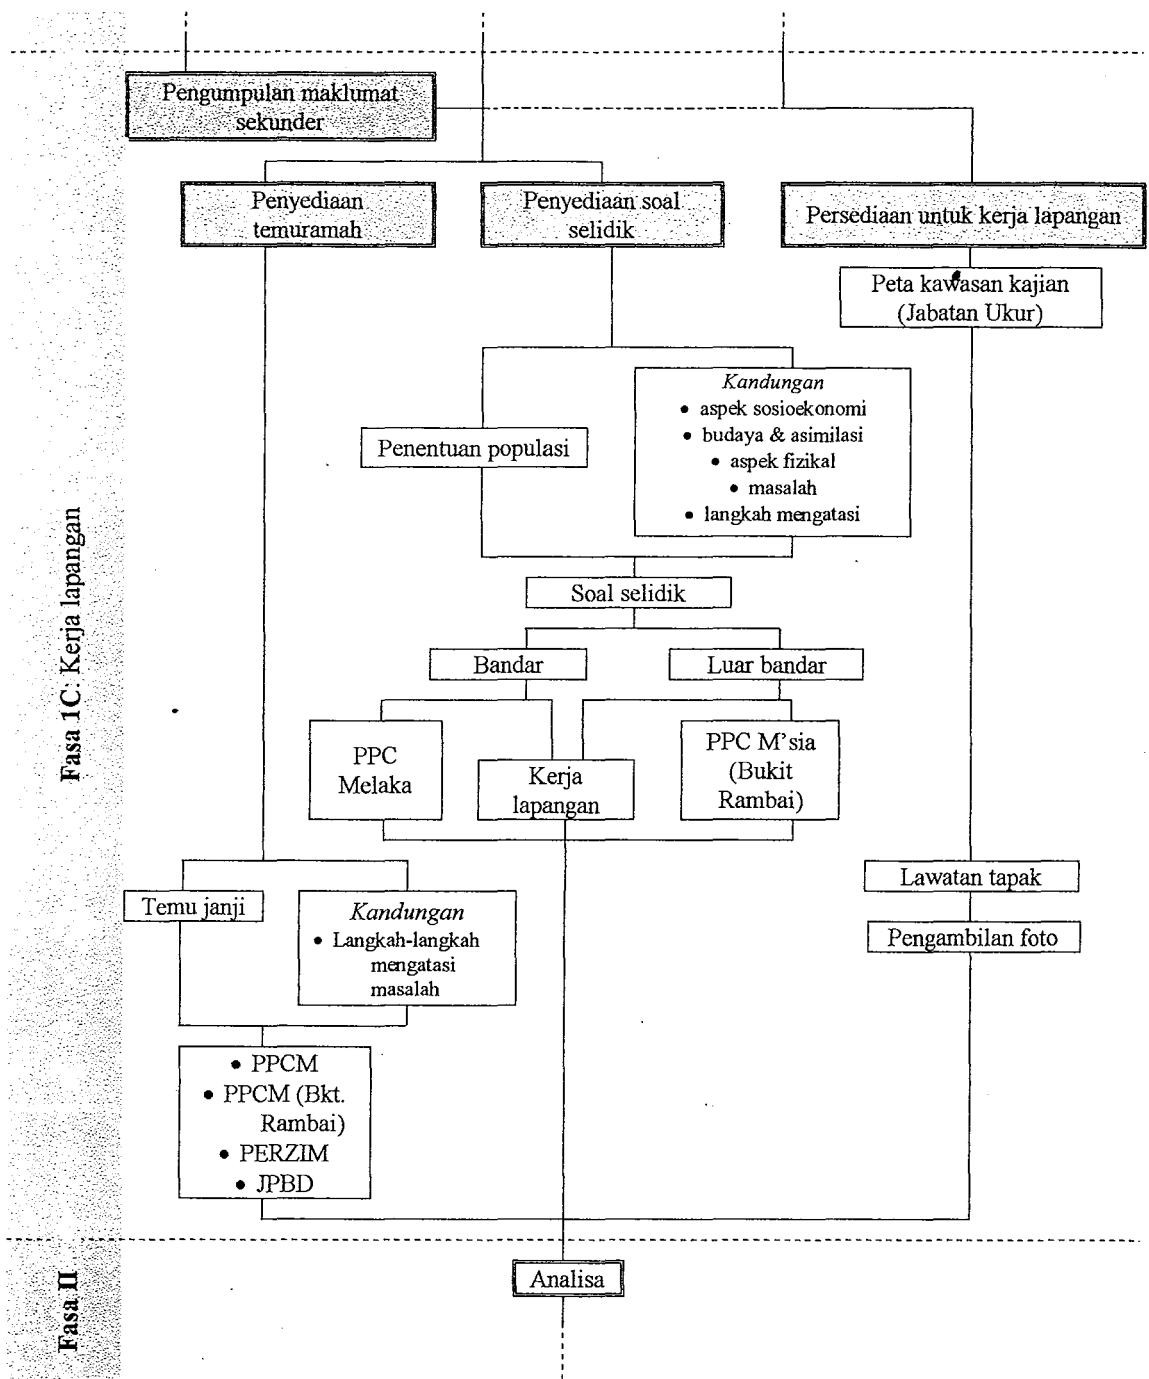 Pengumpulan maklumat
sekunder
Penyediaan
temuramah
Penyediaan soal
selidik
Persediaan untuk kerja lapangan
Peta kawasan kajian
(Jabatan Ukur)
Kandungan
• aspek sosioekonomi
• budaya & asimilasi
• aspek fizikal
• masalah
• langkah mengatasi
Penentuan populasi
Soal selidik
Bandar
Luar bandar
PPC
Melaka
Kerja
lapangan
PPC M'sia
(Bukit
Rambai)
Fasa 1C: Kerja lapangan
Temu janji
Kandungan
• Langkah-langkah
mengatasi
masalah
Lawatan tapak
Pengambilan foto
• PPCM
• PPCM (Bkt.
Rambai)
• PERZIM
• JPBD
Fasa II
Analisa